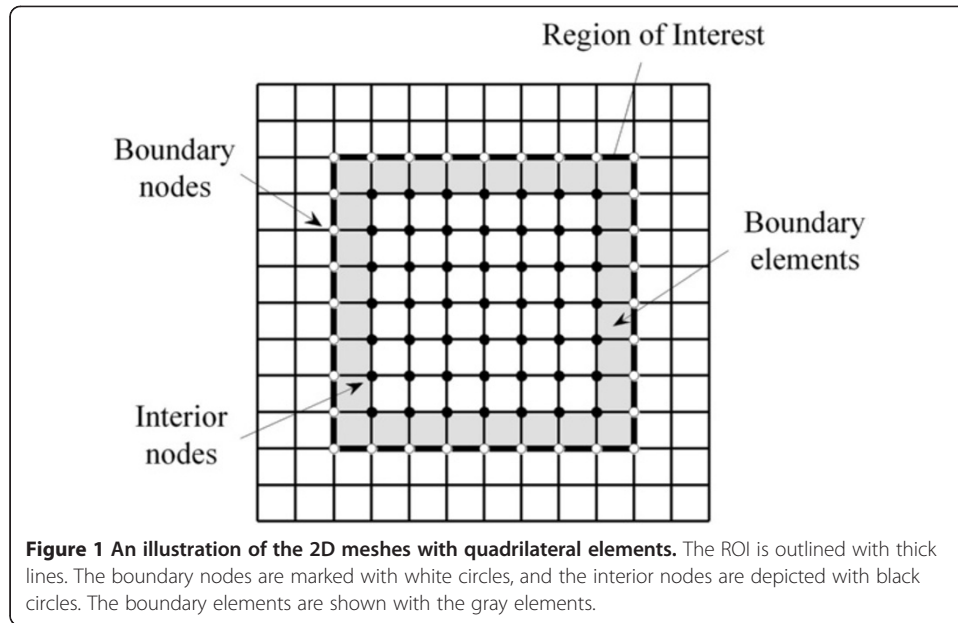 Region of Interest
Boundary
nodes
Boundary
elements
Interior
nodes
Figure 1 An illustration of the 2D meshes with quadrilateral elements. The ROI is outlined with thick
lines. The boundary nodes are marked with white circles, and the interior nodes are depicted with black
circles. The boundary elements are shown with the gray elements.